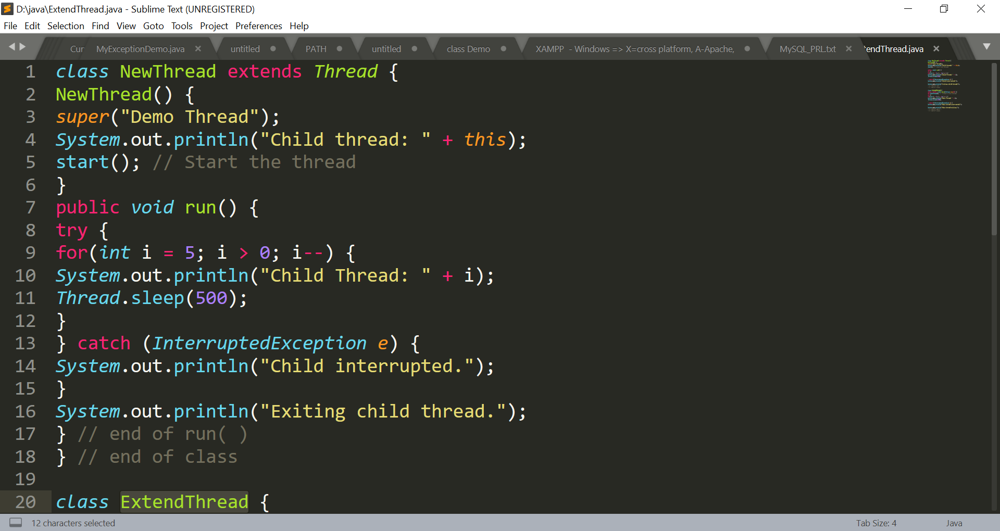 D:\java\ExtendThread.java - Sublime Text (UNREGISTERED)
File Edit Selection Find View Goto Tools Project Preferences Help
Cur MyExceptionDemo.java untitled PATH untitled class Demo XAMPP - Windows => X=cross platform, A-Apache, MySQL_PRL.txt tendThread.java
1 class NewThread extends Thread {
2 NewThread() {
3 super("Demo Thread");
4 System.out.println("Child thread: " + this);
5 start(); // Start the thread
6 }
7 public void run() {
8 try {
9 for(int i = 5; i > 0; i--) {
10 System.out.println("Child Thread: " + i);
11 Thread.sleep(500);
12 }
13 } catch (InterruptedException e) {
14 System.out.println("Child interrupted.");
15 }
16 System.out.println("Exiting child thread.");
17 } // end of run( )
18 } // end of class
19
20 class ExtendThread {
12 characters selected Tab Size: 4 Java